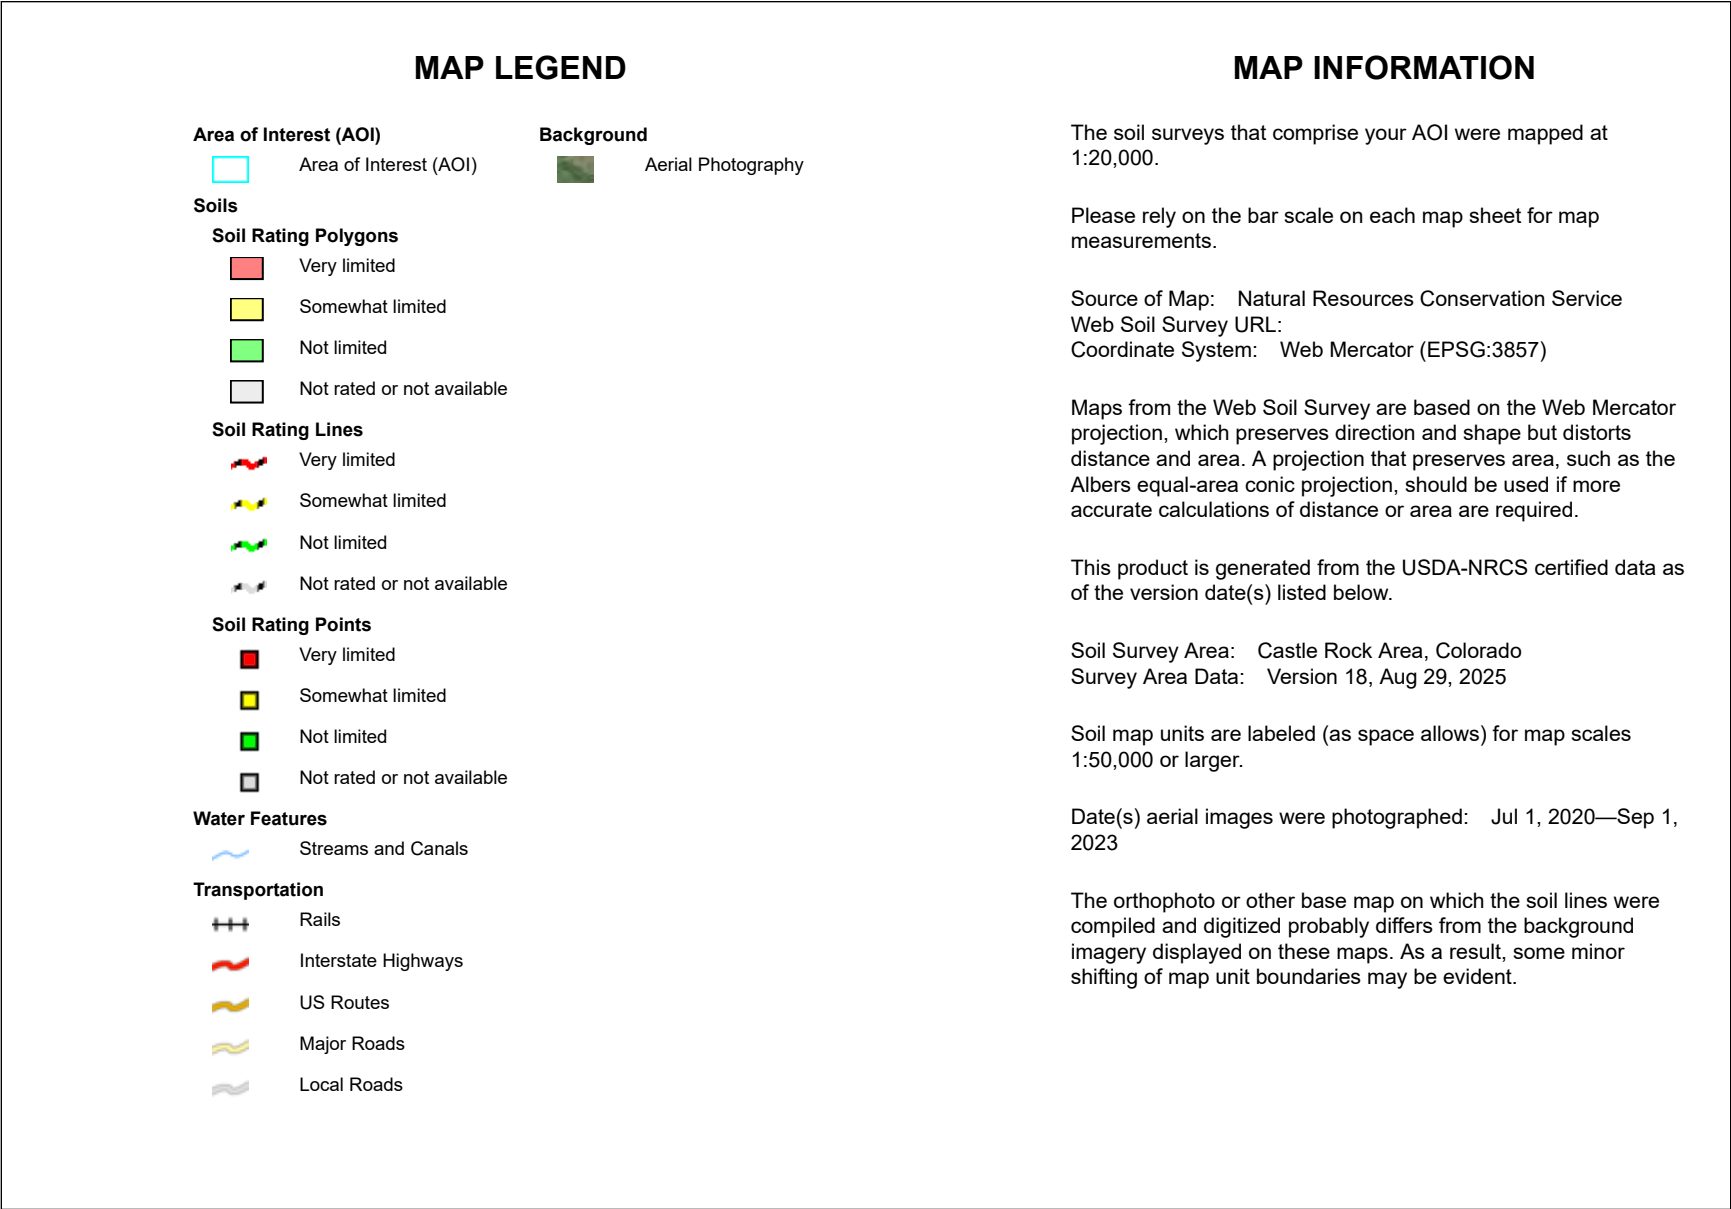 MAP LEGEND
Area of Interest (AOI)
Area of Interest (AOI)
Background
Aerial Photography
Soils
Soil Rating Polygons
Very limited
Somewhat limited
Not limited
Not rated or not available
Soil Rating Lines
Very limited
Somewhat limited
Not limited
Not rated or not available
Soil Rating Points
Very limited
Somewhat limited
Not limited
Not rated or not available
Water Features
Streams and Canals
Transportation
Rails
Interstate Highways
US Routes
Major Roads
Local Roads
MAP INFORMATION
The soil surveys that comprise your AOI were mapped at
1:20,000.
Please rely on the bar scale on each map sheet for map
measurements.
Source of Map: Natural Resources Conservation Service
Web Soil Survey URL:
Coordinate System: Web Mercator (EPSG:3857)
Maps from the Web Soil Survey are based on the Web Mercator
projection, which preserves direction and shape but distorts
distance and area. A projection that preserves area, such as the
Albers equal-area conic projection, should be used if more
accurate calculations of distance or area are required.
This product is generated from the USDA-NRCS certified data as
of the version date(s) listed below.
Soil Survey Area: Castle Rock Area, Colorado
Survey Area Data: Version 18, Aug 29, 2025
Soil map units are labeled (as space allows) for map scales
1:50,000 or larger.
Date(s) aerial images were photographed: Jul 1, 2020—Sep 1,
2023
The orthophoto or other base map on which the soil lines were
compiled and digitized probably differs from the background
imagery displayed on these maps. As a result, some minor
shifting of map unit boundaries may be evident.